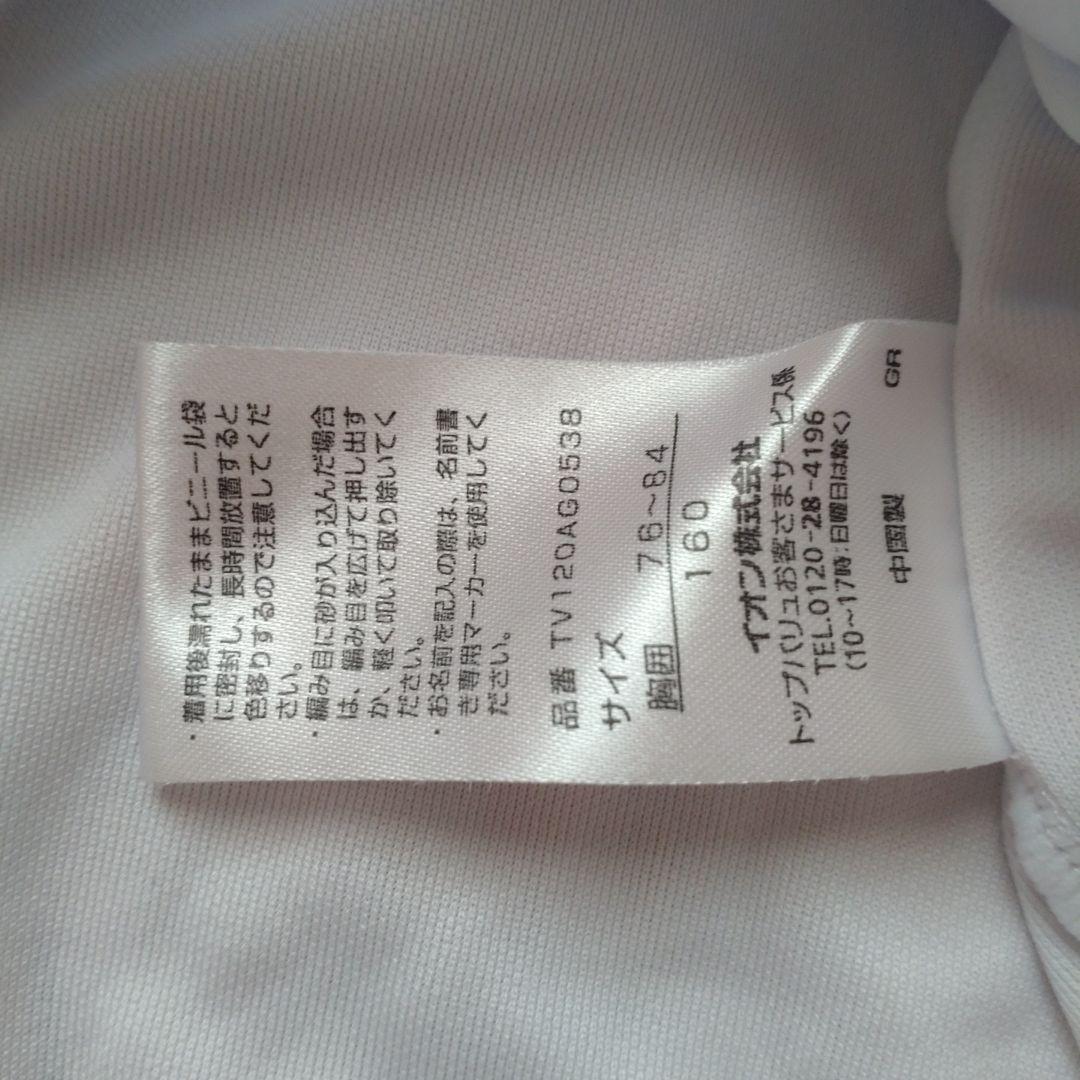 ・着用後濡れたままビニール袋
に密封し、長時間放置すると
色移りするので注意してくだ
さい。
・編み目に砂が入り込んだ場合
は、編み目を広げて押し出す
か、軽く叩いて取り除いてく
ださい。
・お名前を記入の際は、名前書
き専用マーカーを使用してく
ださい。
品番 TV120AG0538
サイズ
胸囲 76~84
160
イオン株式会社
トップバリュお客さまサービス係
TEL.0120-28-4196
(10~17時:日曜日は除く)
中国製 GR